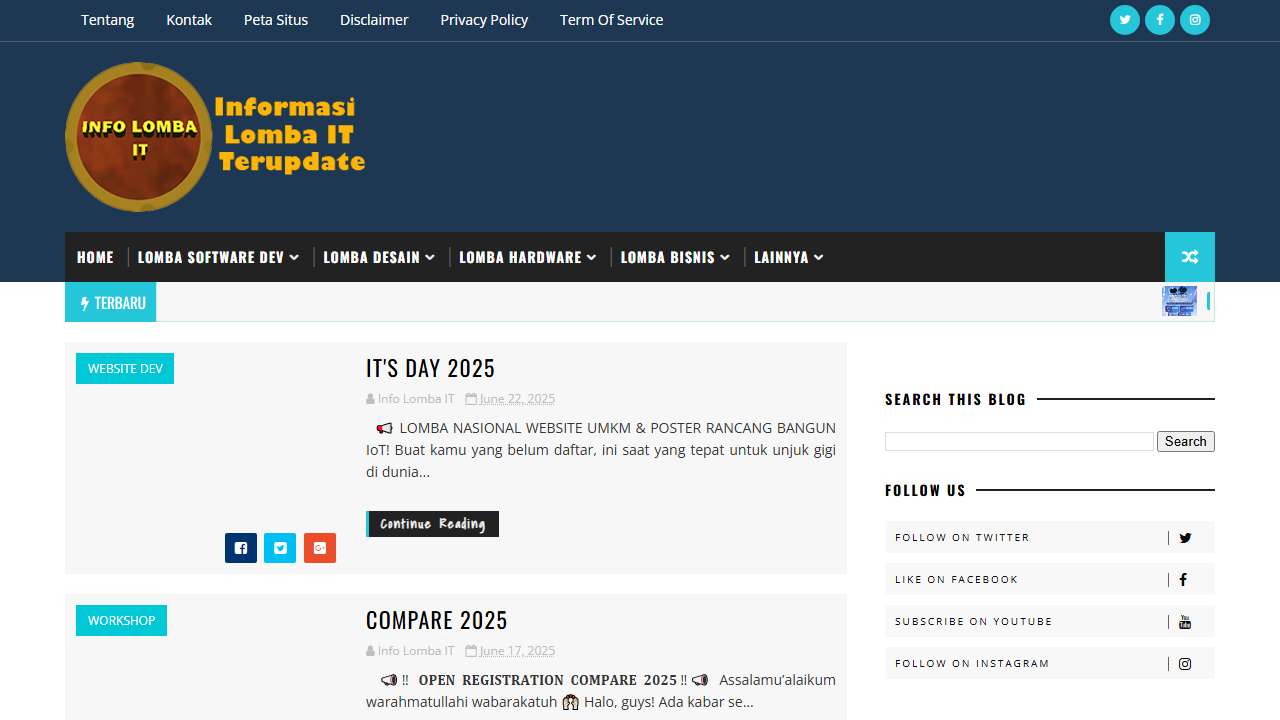 Tentang Kontak Peta Situs Disclaimer Privacy Policy Term Of Service
INFO LOMBA
IT
Informasi
Lomba IT
Terupdate
HOME LOMBA SOFTWARE DEV LOMBA DESAIN LOMBA HARDWARE LOMBA BISNIS LAINNYA
TERBARU
WEBSITE DEV
IT'S DAY 2025
Info Lomba IT June 22, 2025
📢 LOMBA NASIONAL WEBSITE UMKM & POSTER RANCANG BANGUN
IoT! Buat kamu yang belum daftar, ini saat yang tepat untuk unjuk gigi
di dunia...
Continue Reading
WORKSHOP
COMPARE 2025
Info Lomba IT June 17, 2025
📢‼️ OPEN REGISTRATION COMPARE 2025‼️📢 Assalamu’alaikum
warahmatullahi wabarakatuh 🙌 Halo, guys! Ada kabar se...
SEARCH THIS BLOG
Search
FOLLOW US
FOLLOW ON TWITTER
LIKE ON FACEBOOK
SUBSCRIBE ON YOUTUBE
FOLLOW ON INSTAGRAM